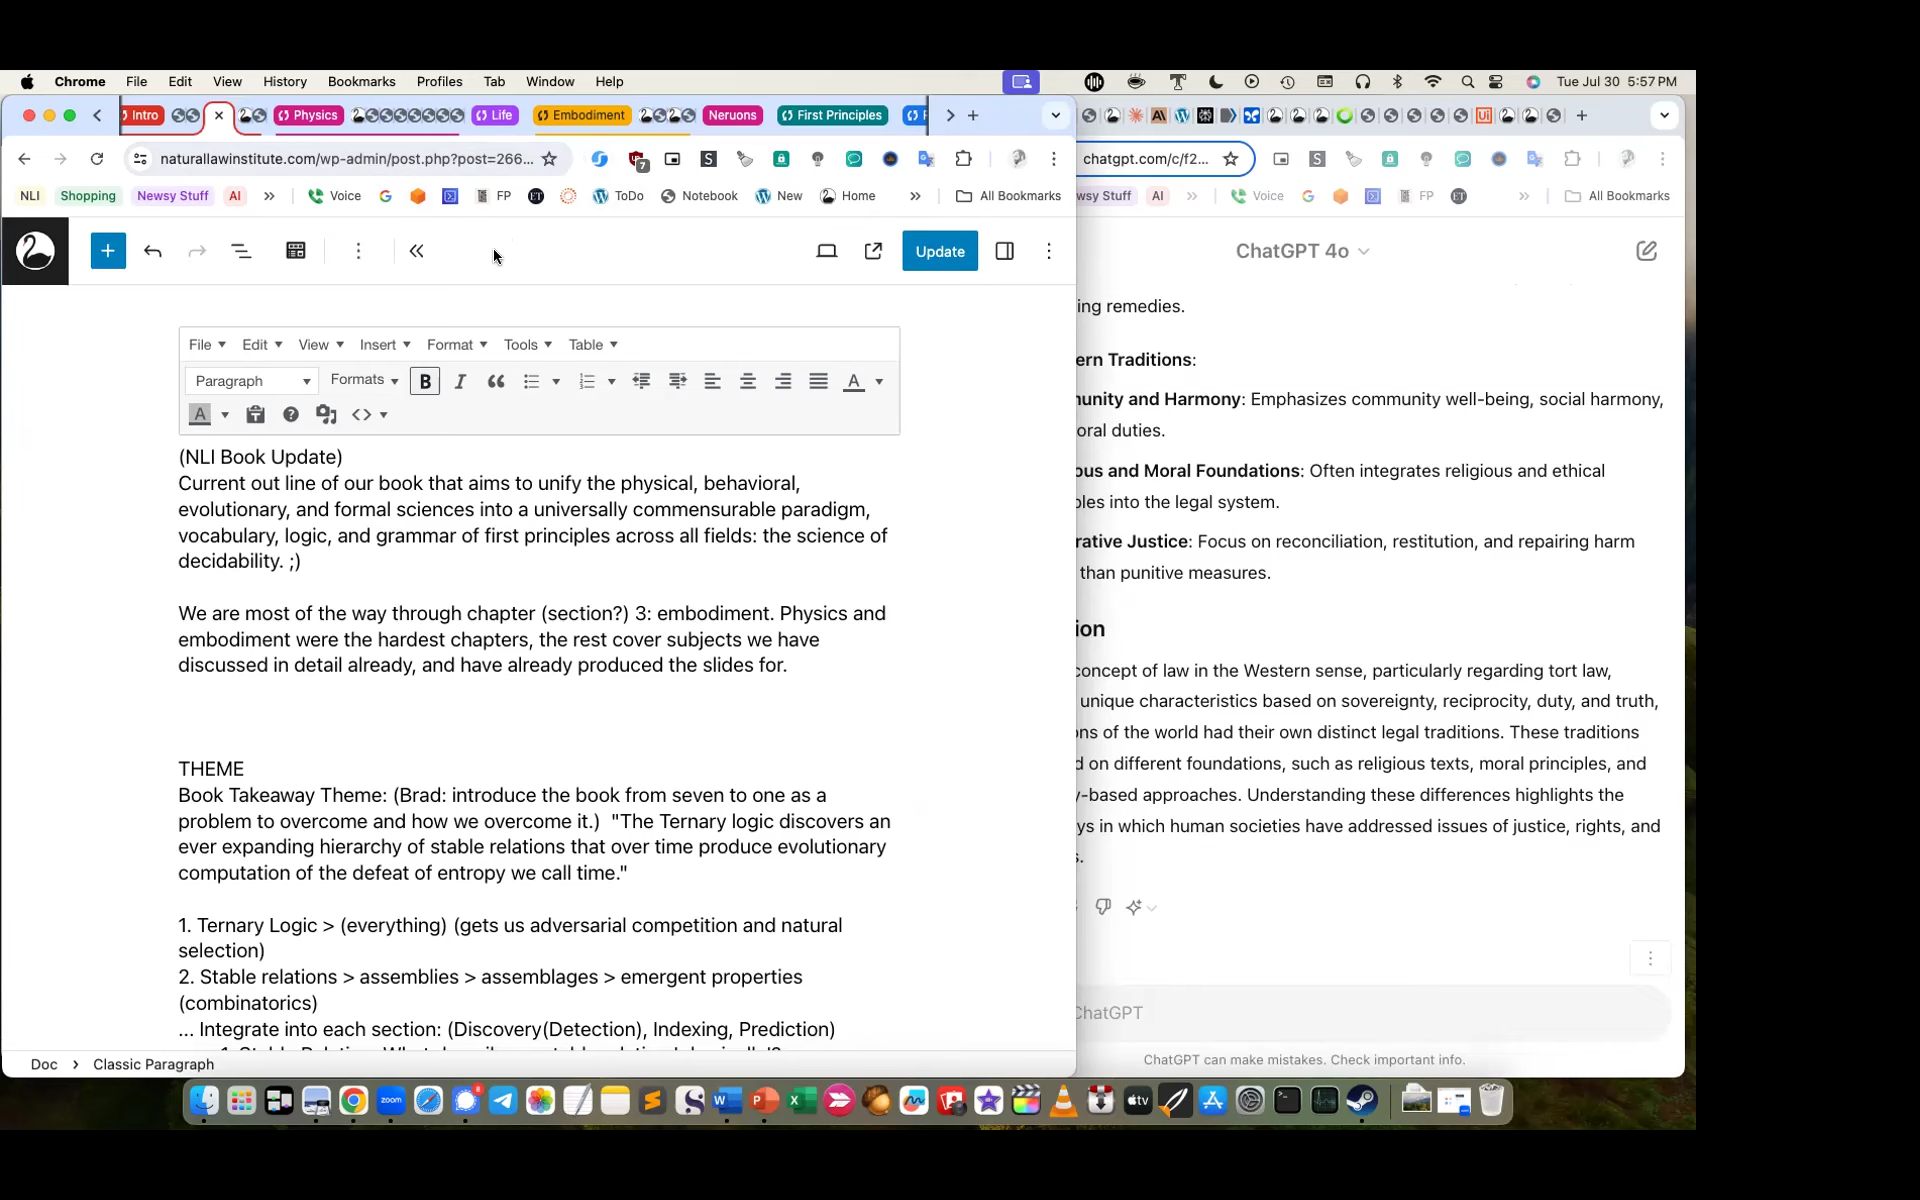 Chrome File Edit View History Bookmarks Profiles Tab Window Help Tue Jul 30 5:57 PM
Intro Physics Life Embodiment Neruons First Principles
naturallawinstitute.com/wp-admin/post.php?post=266...
7
chatgpt.com/c/f2...
NLI Shopping Newsy Stuff AI Voice FP ToDo Notebook New Home All Bookmarks
wsy Stuff AI Voice FP All Bookmarks
Update
File Edit View Insert Format Tools Table
Paragraph Formats B I A
A
(NLI Book Update)
Current out line of our book that aims to unify the physical, behavioral,
evolutionary, and formal sciences into a universally commensurable paradigm,
vocabulary, logic, and grammar of first principles across all fields: the science of
decidability. ;)
We are most of the way through chapter (section?) 3: embodiment. Physics and
embodiment were the hardest chapters, the rest cover subjects we have
discussed in detail already, and have already produced the slides for.
THEME
Book Takeaway Theme: (Brad: introduce the book from seven to one as a
problem to overcome and how we overcome it.) "The Ternary logic discovers an
ever expanding hierarchy of stable relations that over time produce evolutionary
computation of the defeat of entropy we call time."
1. Ternary Logic > (everything) (gets us adversarial competition and natural
selection)
2. Stable relations > assemblies > assemblages > emergent properties
(combinatorics)
... Integrate into each section: (Discovery(Detection), Indexing, Prediction)
Doc > Classic Paragraph
ChatGPT 4o
ing remedies.
ern Traditions:
munity and Harmony: Emphasizes community well-being, social harmony,
oral duties.
ous and Moral Foundations: Often integrates religious and ethical
ples into the legal system.
rative Justice: Focus on reconciliation, restitution, and repairing harm
than punitive measures.
ion
concept of law in the Western sense, particularly regarding tort law,
unique characteristics based on sovereignty, reciprocity, duty, and truth,
ons of the world had their own distinct legal traditions. These traditions
d on different foundations, such as religious texts, moral principles, and
y-based approaches. Understanding these differences highlights the
ys in which human societies have addressed issues of justice, rights, and
s.
ChatGPT
ChatGPT can make mistakes. Check important info.
zoom
tv